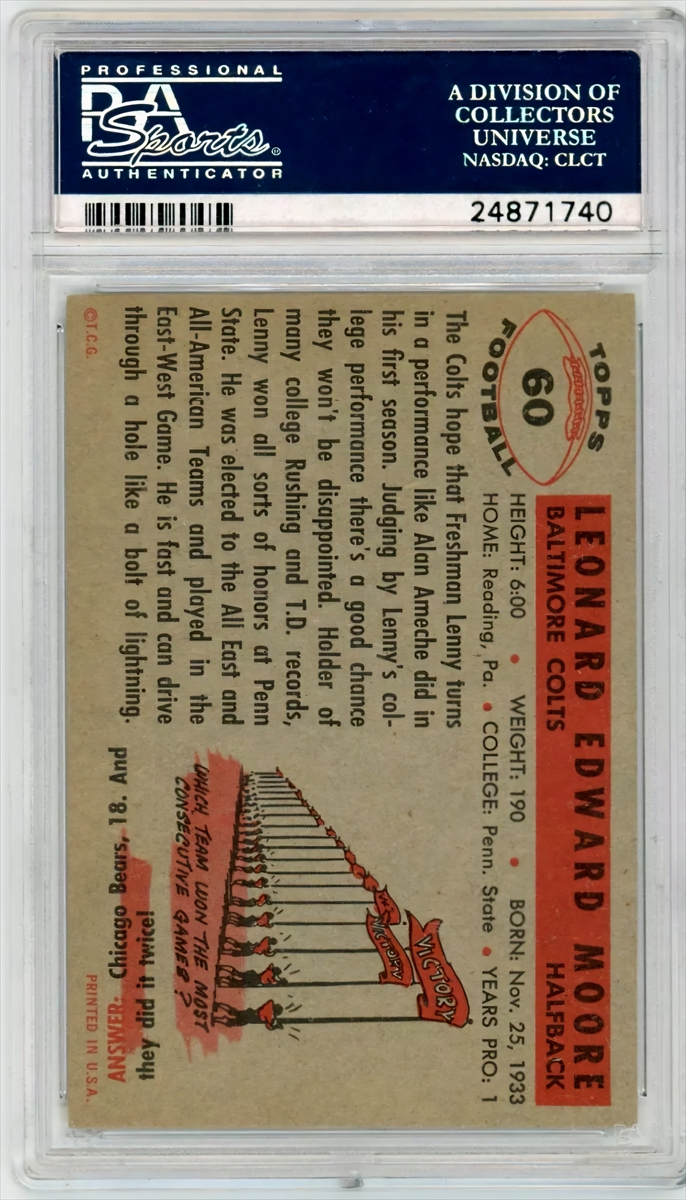 PROFESSIONAL
PSA
Sports
AUTHENTICATOR
A DIVISION OF
COLLECTORS
UNIVERSE
NASDAQ: CLCT
24871740
TOPPS
60
FOOTBALL
LEONARD EDWARD MOORE
BALTIMORE COLTS HALFBACK
HEIGHT: 6:00 • WEIGHT: 190 • BORN: Nov. 25, 1933
HOME: Reading, Pa. • COLLEGE: Penn. State • YEARS PRO: 1
The Colts hope that Freshman Lenny turns
in a performance like Alan Ameche did in
his first season. Judging by Lenny's col-
lege performance there's a good chance
they won't be disappointed. Holder of
many college Rushing and T.D. records,
Lenny won all sorts of honors at Penn
State. He was elected to the All East and
All-American Teams and played in the
East-West Game. He is fast and can drive
through a hole like a bolt of lightning.
VICTORY
VICTORY
WHICH TEAM WON THE MOST
CONSECUTIVE GAMES?
ANSWER: Chicago Bears, 18. And
they did it twice!
©T.C.G.
PRINTED IN U.S.A.